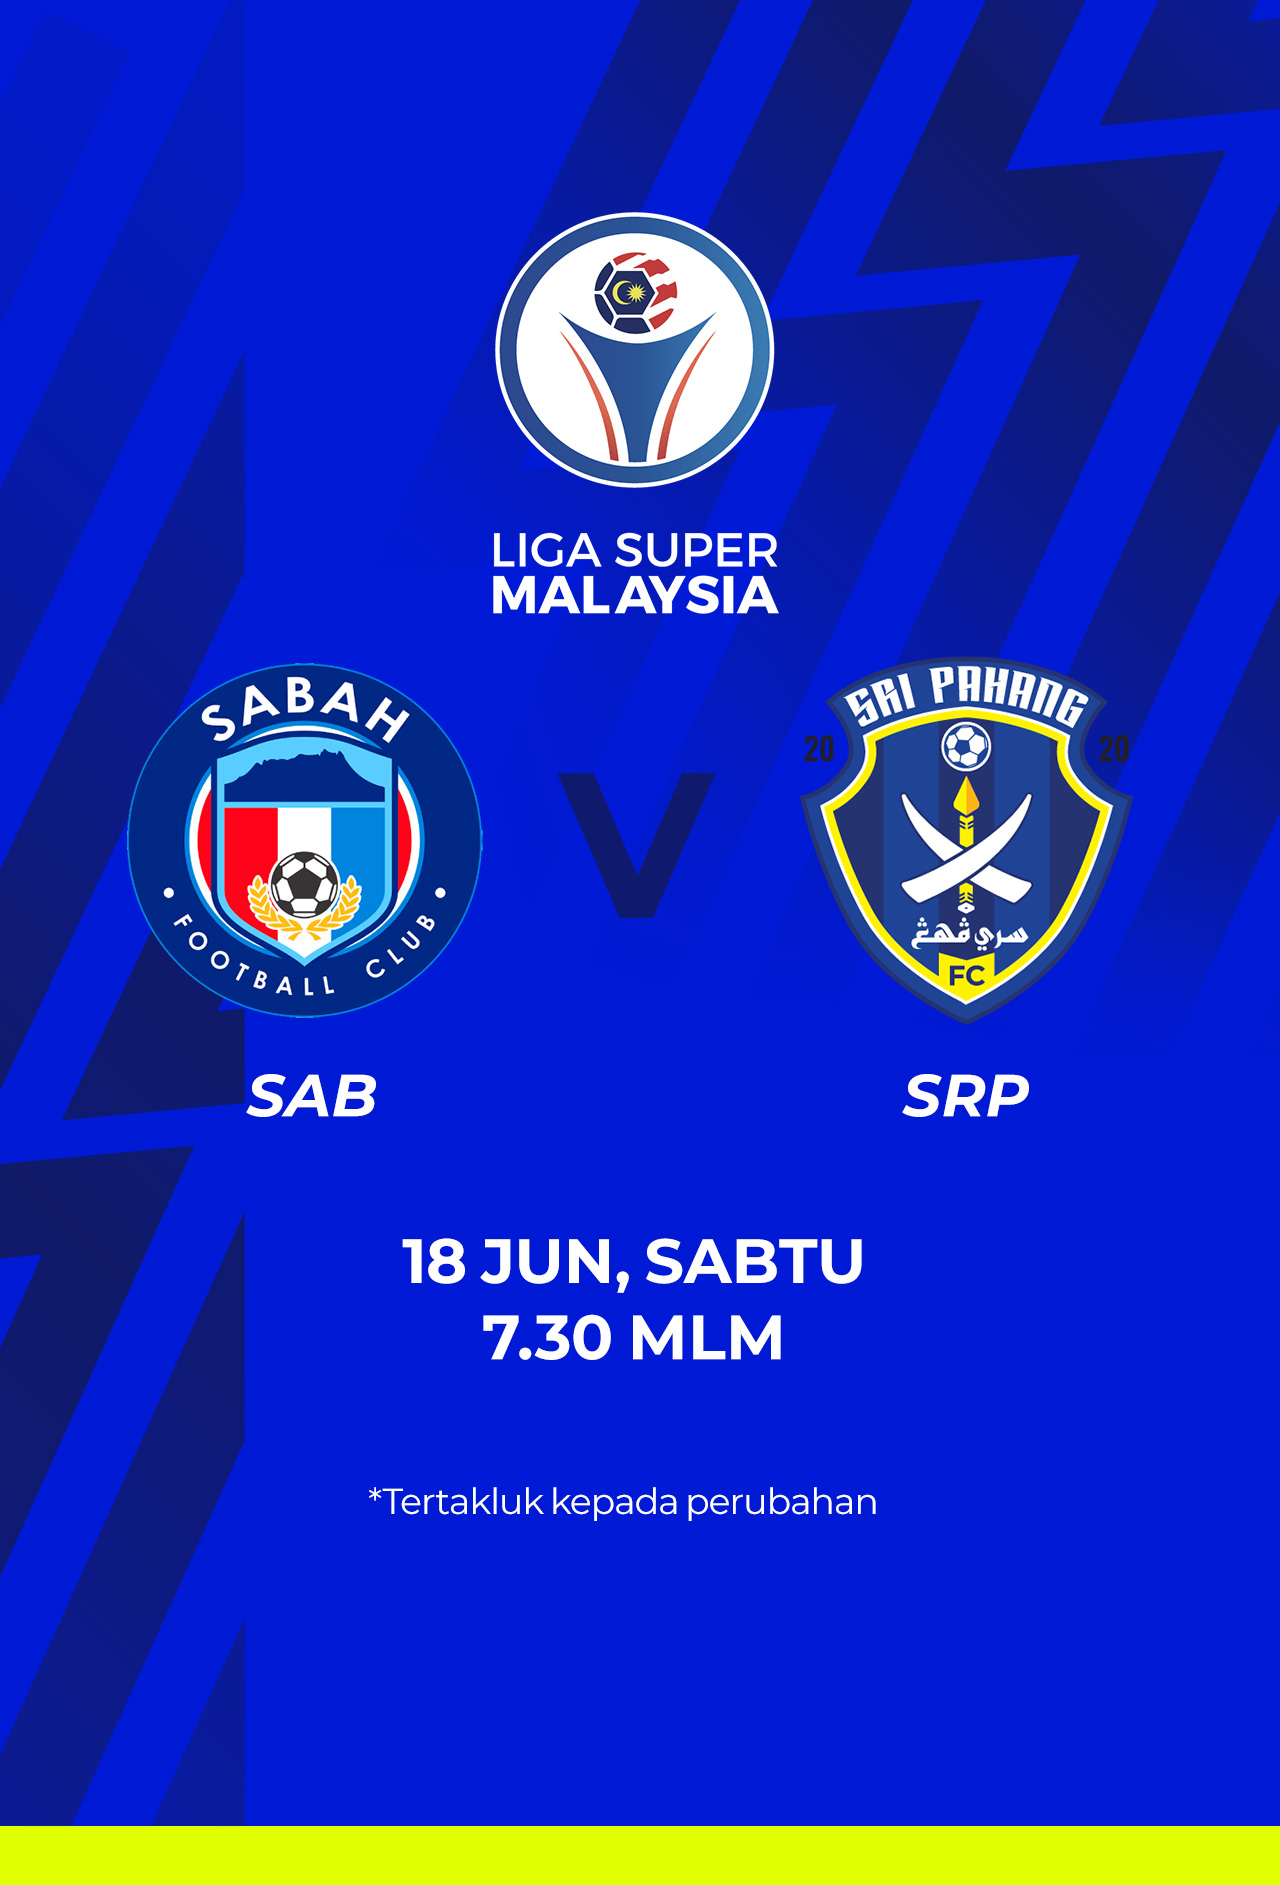 LIGA SUPER
MALAYSIA
SABAH
• FOOTBALL CLUB •
V
SRI PAHANG
20 20
سري ڤهڠ
FC
SAB
SRP
18 JUN, SABTU
7.30 MLM
*Tertakluk kepada perubahan